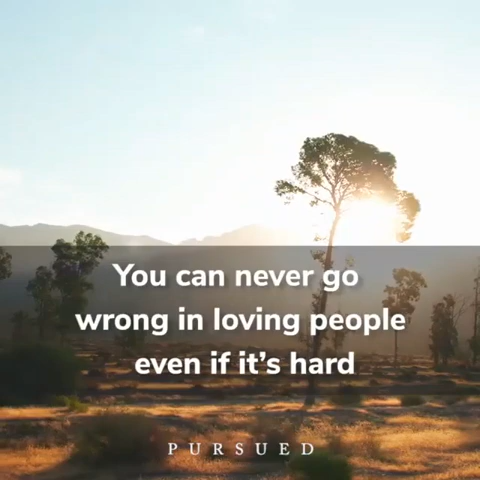 You can never go
wrong in loving people
even if it's hard
PURSUED